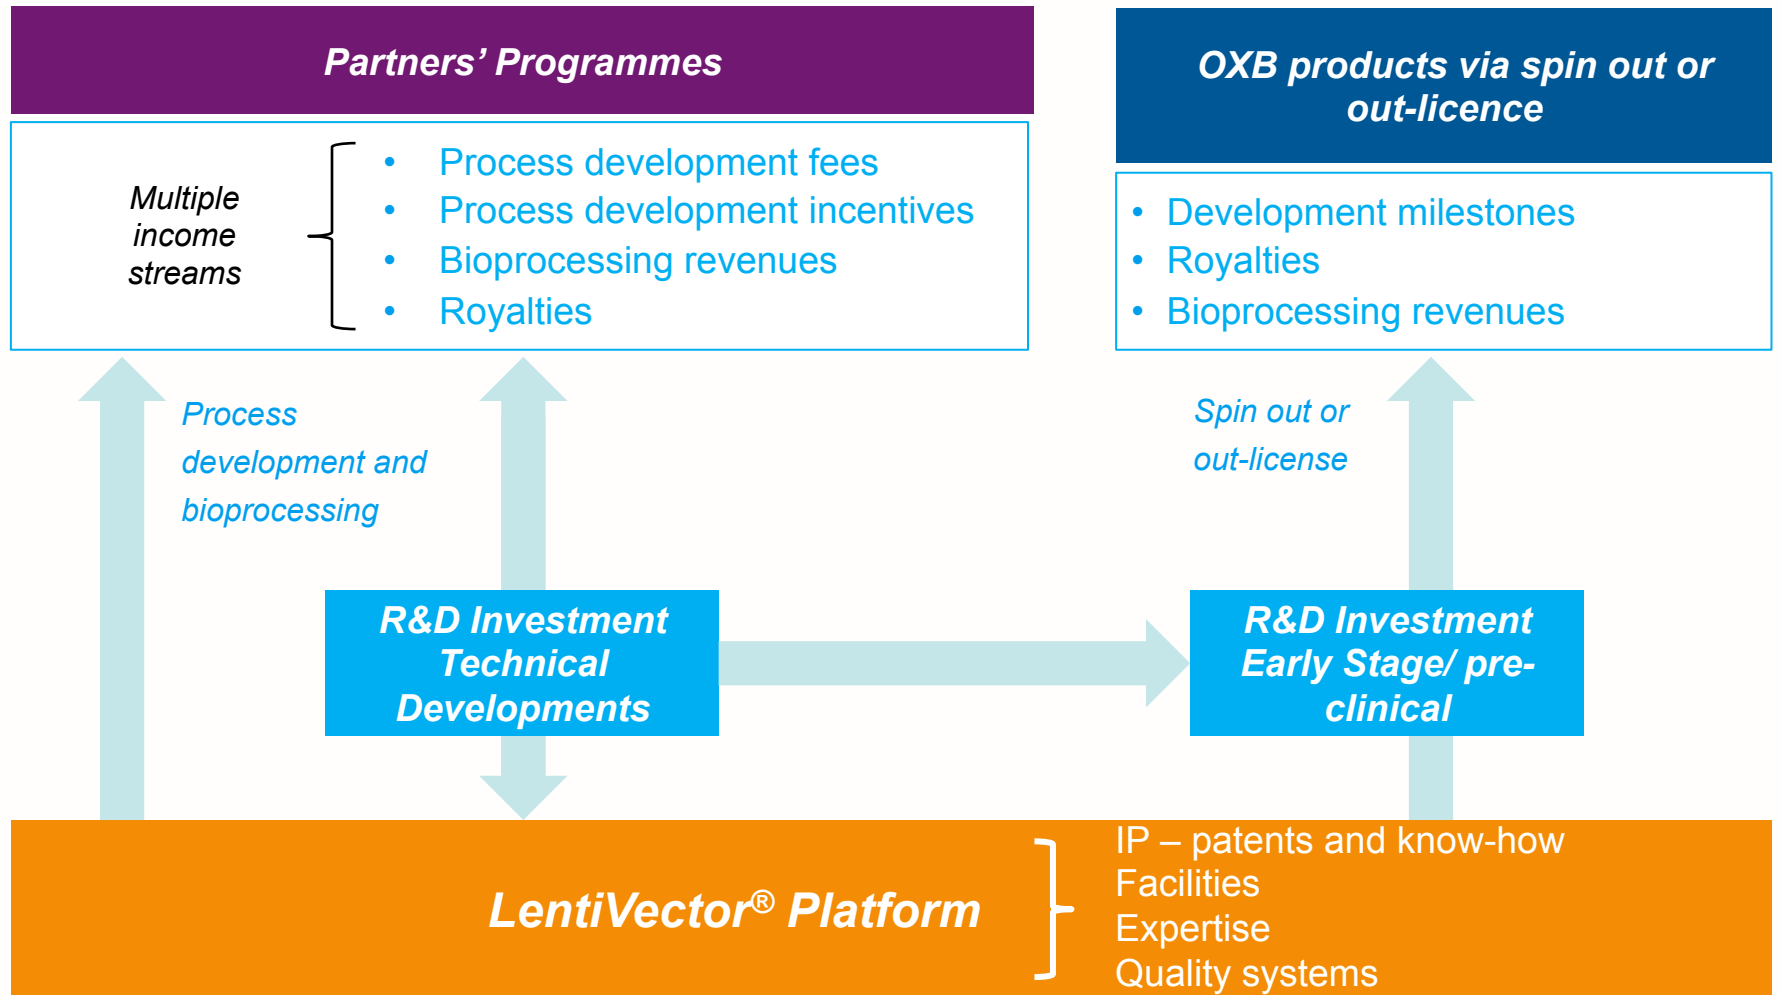 Partners’ Programmes
Multiple
income
streams
• Process development fees
• Process development incentives
• Bioprocessing revenues
• Royalties
OXB products via spin out or
out-licence
• Development milestones
• Royalties
• Bioprocessing revenues
Process
development and
bioprocessing
Spin out or
out-license
R&D Investment
Technical
Developments
R&D Investment
Early Stage/ pre-
clinical
LentiVector® Platform
IP – patents and know-how
Facilities
Expertise
Quality systems